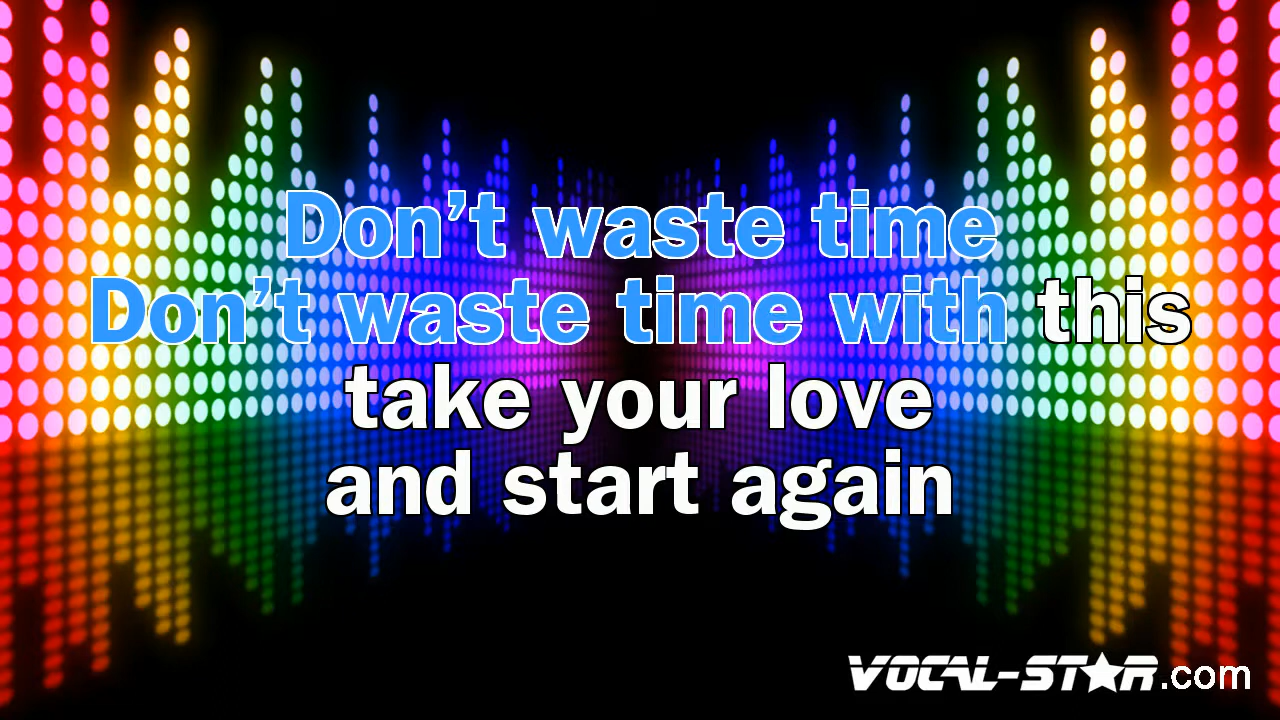 Don’t waste time
Don’t waste time with this
take your love
and start again
VOCAL-STAR.com